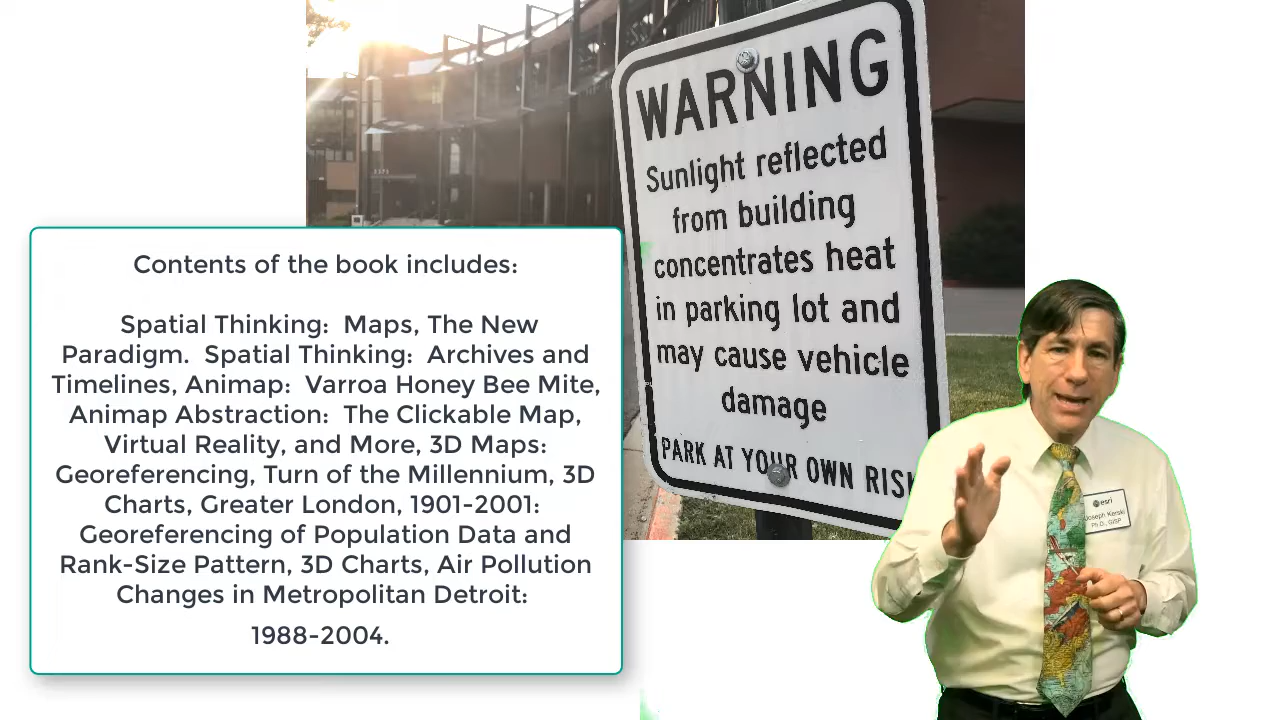 WARNING
Sunlight reflected
from building
concentrates heat
in parking lot and
may cause vehicle
damage
PARK AT YOUR OWN
Contents of the book includes:
Spatial Thinking:  Maps, The New
Paradigm.  Spatial Thinking:  Archives and
Timelines, Animap:  Varroa Honey Bee Mite,
Animap Abstraction:  The Clickable Map,
Virtual Reality, and More, 3D Maps:
Georeferencing, Turn of the Millennium, 3D
Charts, Greater London, 1901-2001:
Georeferencing of Population Data and
Rank-Size Pattern, 3D Charts, Air Pollution
Changes in Metropolitan Detroit:
1988-2004.
esri
Joseph Kerski
Ph.D., GISP